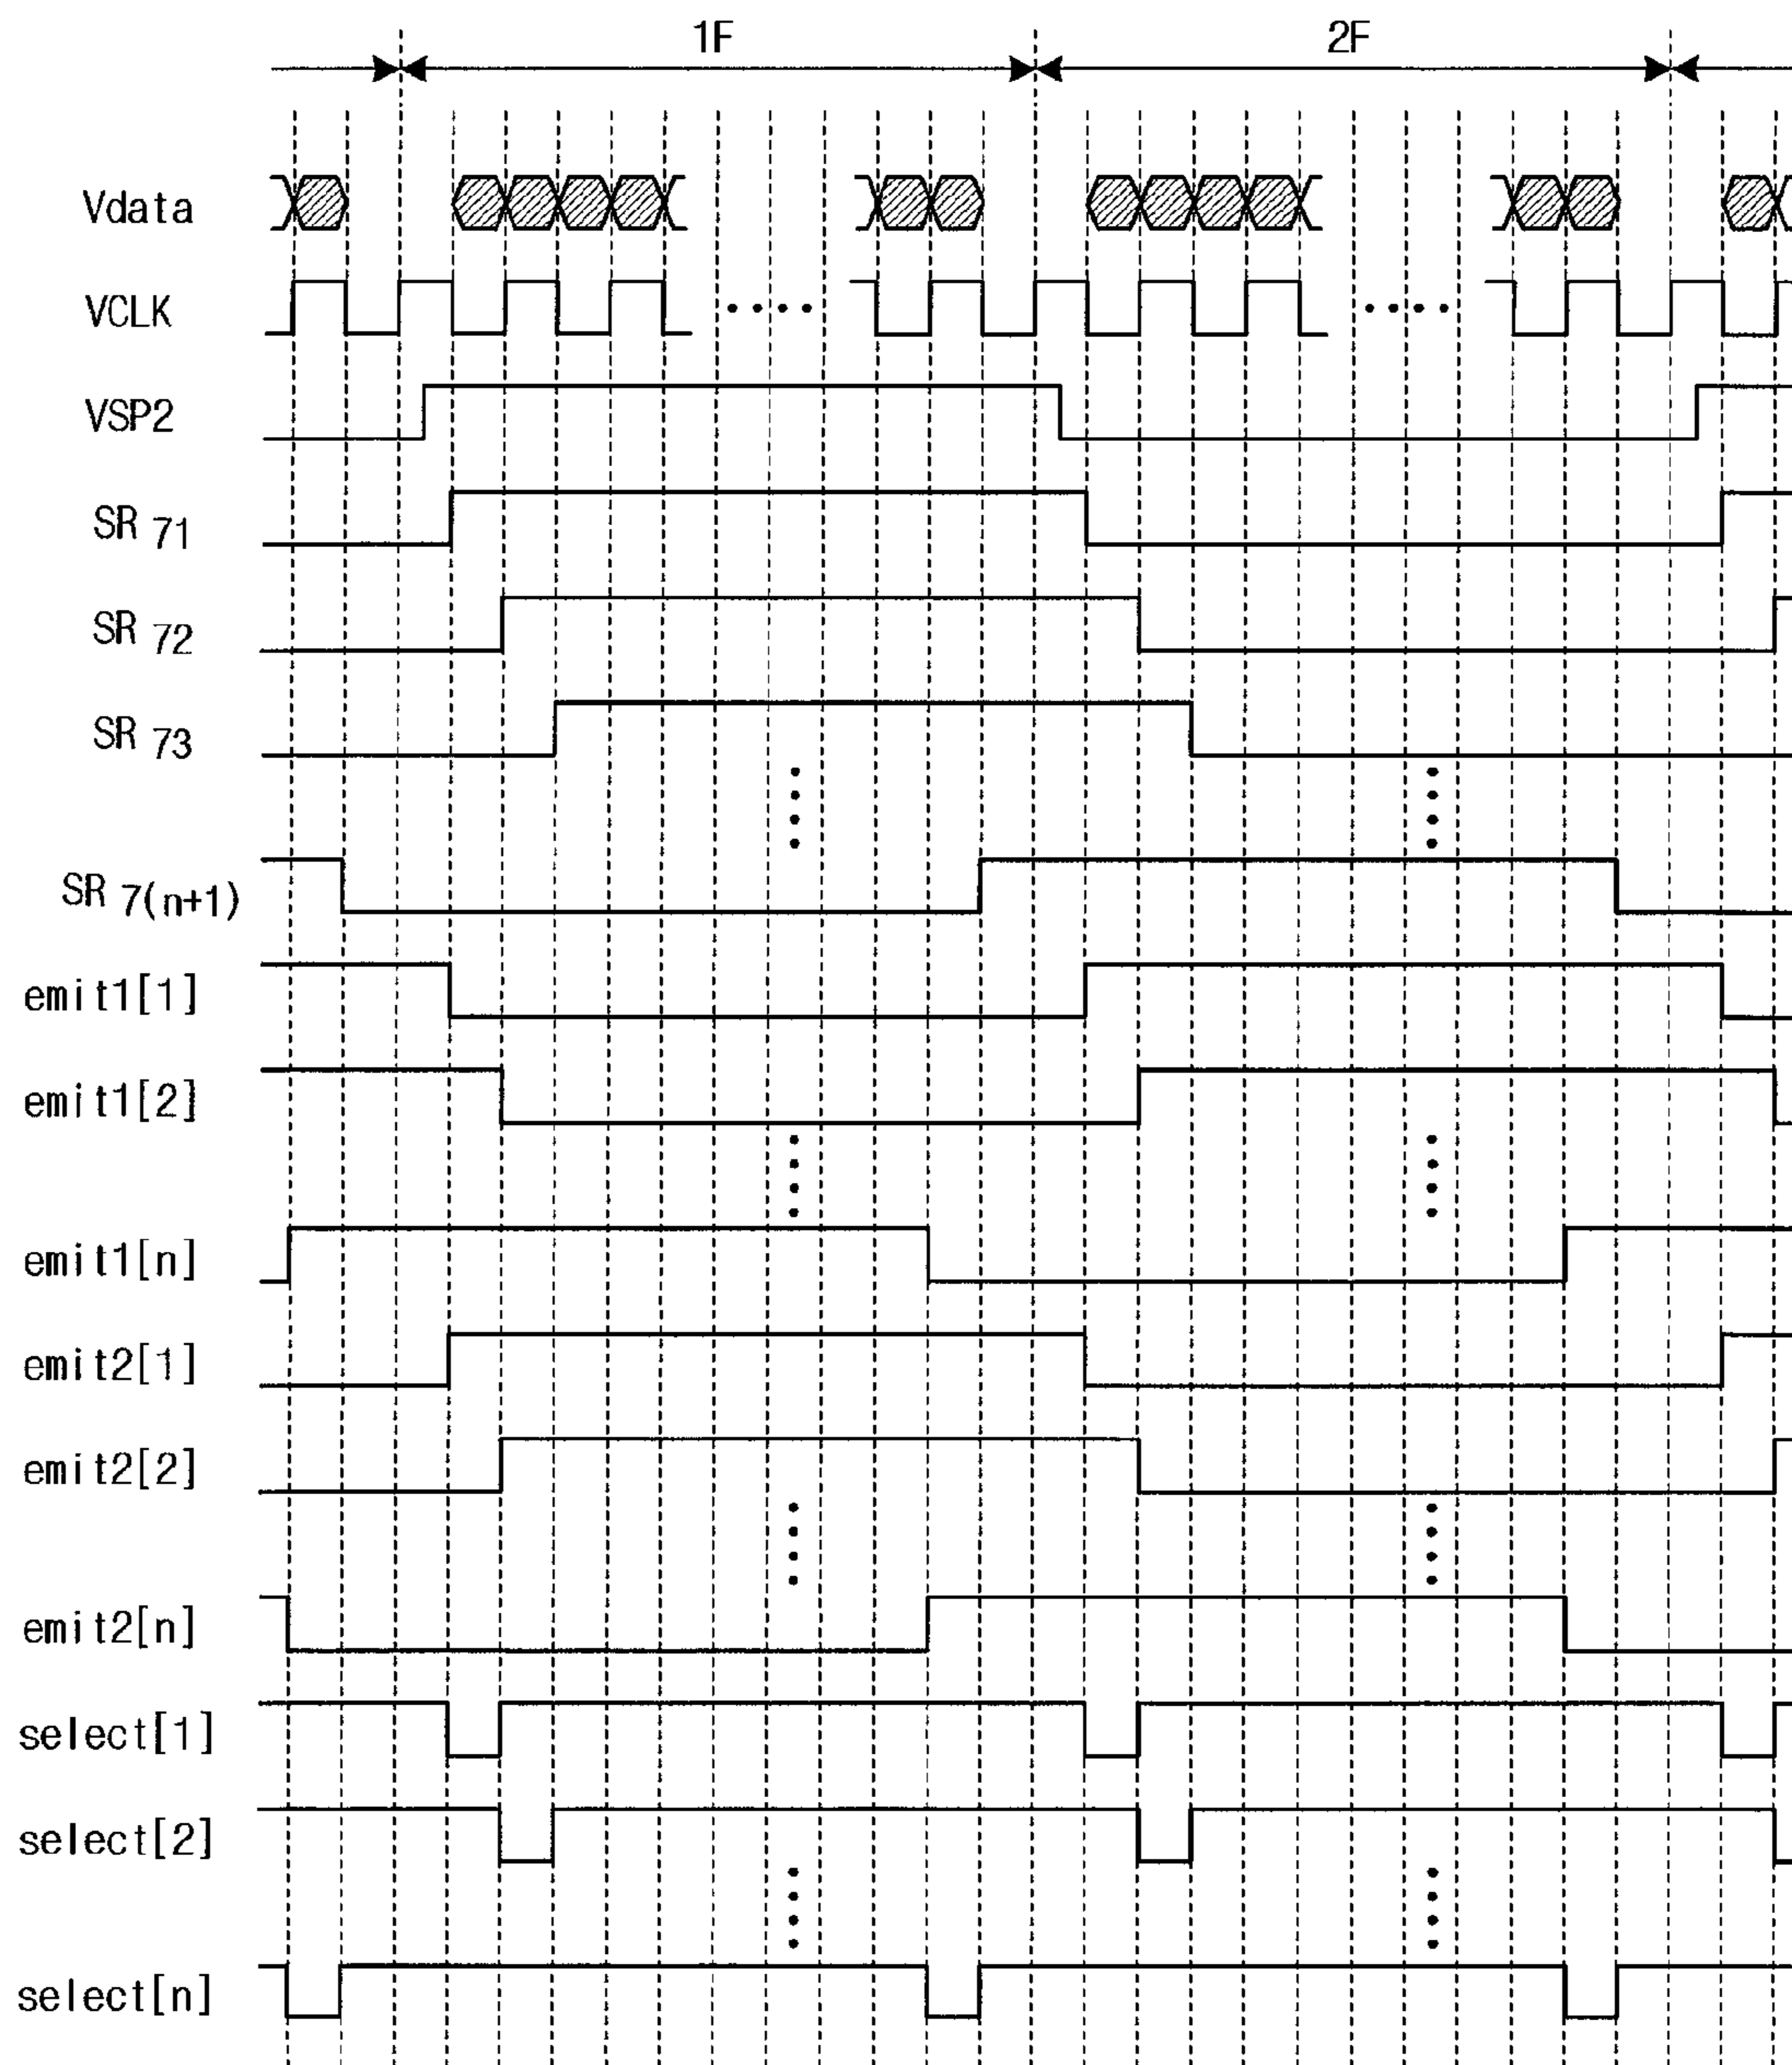 1F 2F
Vdata
VCLK
VSP2
SR 71
SR 72
SR 73
SR 7(n+1)
emit1[1]
emit1[2]
emit1[n]
emit2[1]
emit2[2]
emit2[n]
select[1]
select[2]
select[n]